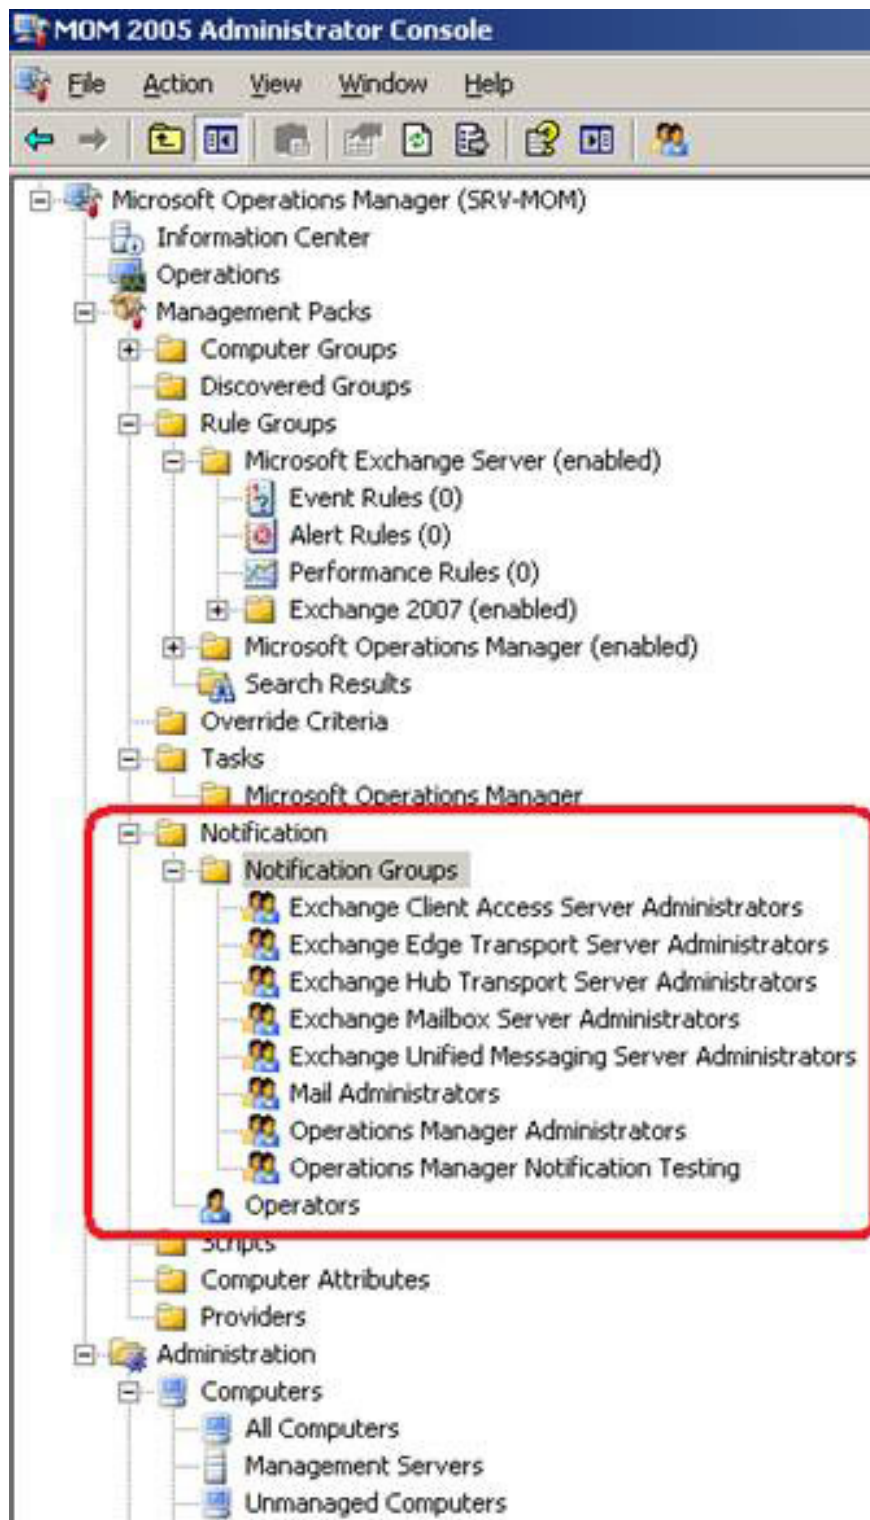 MOM 2005 Administrator Console
File Action View Window Help
Microsoft Operations Manager (SRV-MOM)
Information Center
Operations
Management Packs
Computer Groups
Discovered Groups
Rule Groups
Microsoft Exchange Server (enabled)
Event Rules (0)
Alert Rules (0)
Performance Rules (0)
Exchange 2007 (enabled)
Microsoft Operations Manager (enabled)
Search Results
Override Criteria
Tasks
Microsoft Operations Manager
Notification
Notification Groups
Exchange Client Access Server Administrators
Exchange Edge Transport Server Administrators
Exchange Hub Transport Server Administrators
Exchange Mailbox Server Administrators
Exchange Unified Messaging Server Administrators
Mail Administrators
Operations Manager Administrators
Operations Manager Notification Testing
Operators
Scripts
Computer Attributes
Providers
Administration
Computers
All Computers
Management Servers
Unmanaged Computers